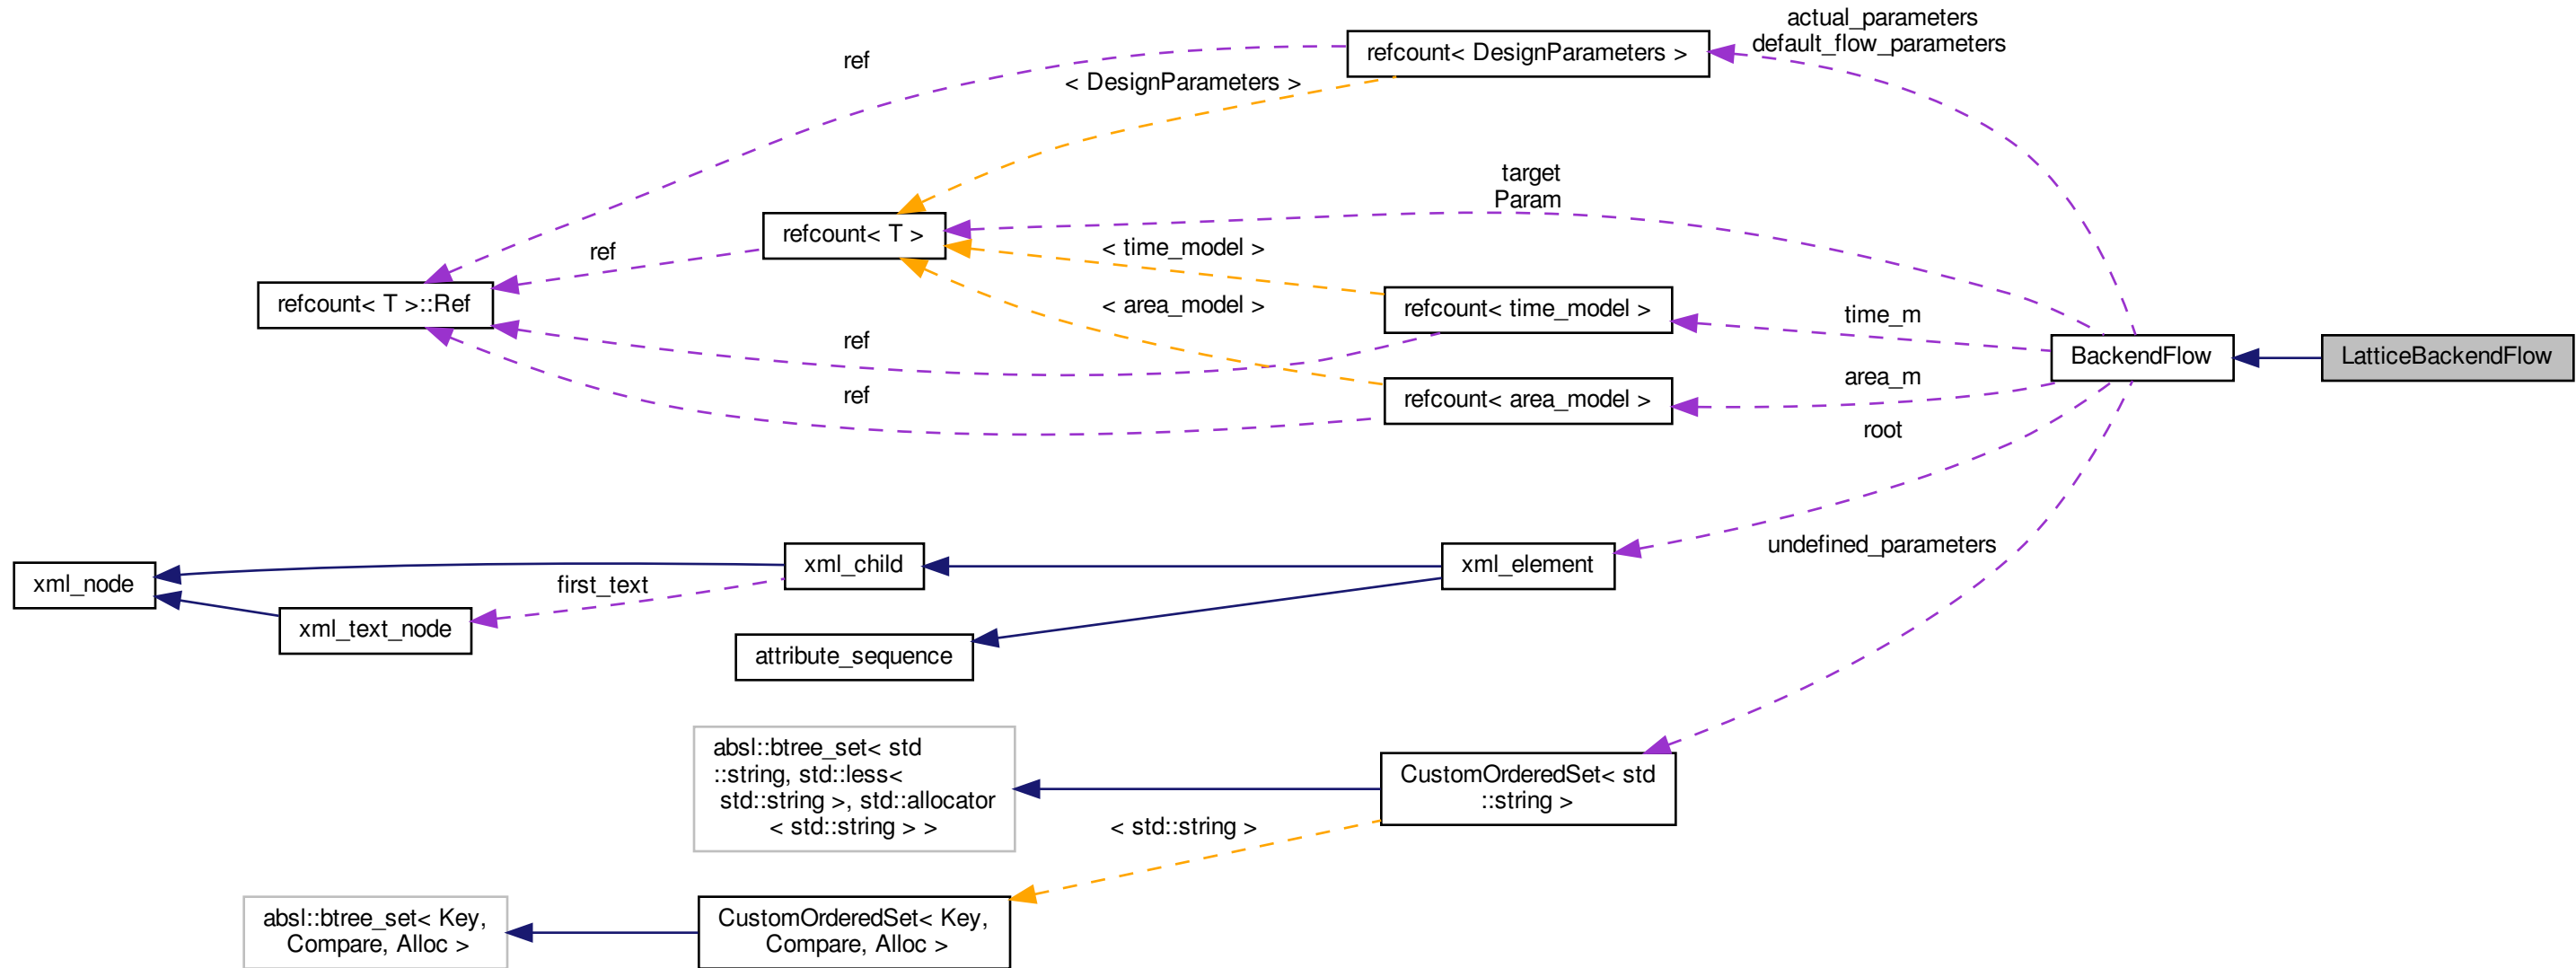 actual_parameters
default_flow_parameters
refcount< DesignParameters >
ref
< DesignParameters >
target
Param
refcount< T >
< time_model >
ref
refcount< T >::Ref
< area_model >
refcount< time_model >
time_m
ref
BackendFlow
LatticeBackendFlow
area_m
ref
refcount< area_model >
root
undefined_parameters
xml_child
xml_element
xml_node
first_text
xml_text_node
attribute_sequence
absl::btree_set< std
::string, std::less<
std::string >, std::allocator
< std::string > >
CustomOrderedSet< std
::string >
< std::string >
absl::btree_set< Key,
Compare, Alloc >
CustomOrderedSet< Key,
Compare, Alloc >